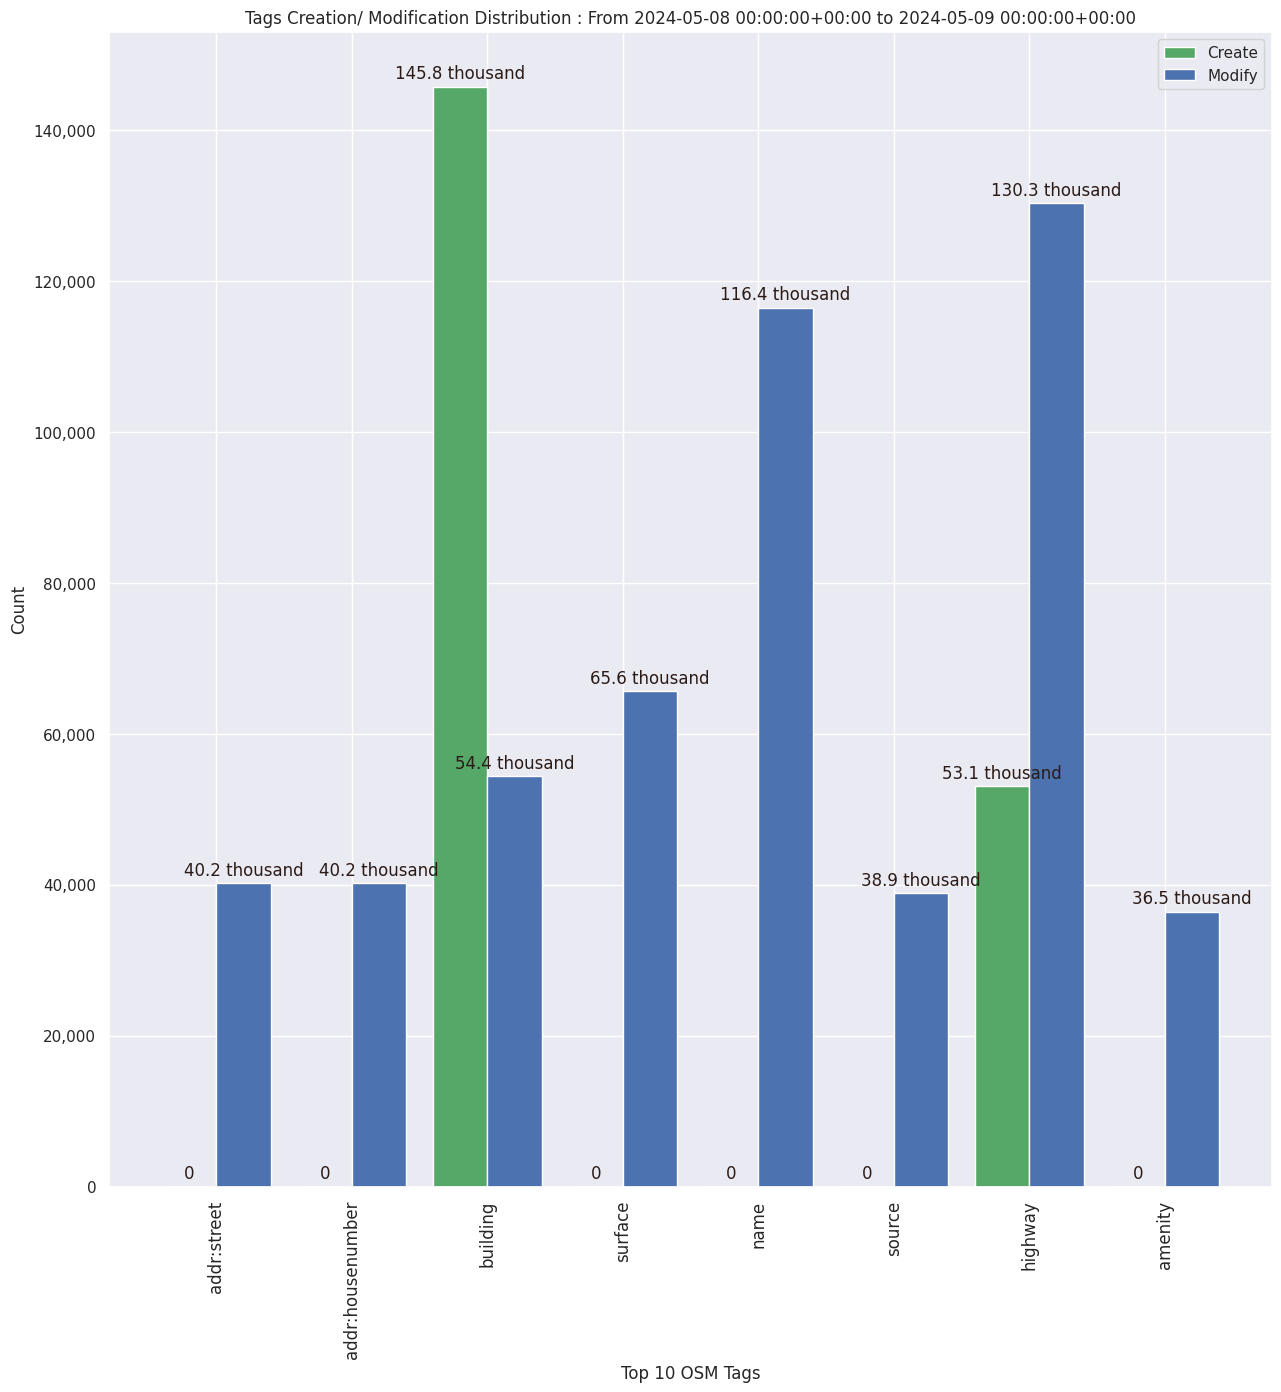 Tags Creation/ Modification Distribution : From 2024-05-08 00:00:00+00:00 to 2024-05-09 00:00:00+00:00
Create
Modify
145.8 thousand
140,000
130.3 thousand
120,000
116.4 thousand
100,000
80,000
65.6 thousand
60,000
54.4 thousand
53.1 thousand
40.2 thousand
40.2 thousand
40,000
38.9 thousand
36.5 thousand
20,000
0
0
0
0
0
0
0
Count
addr:street
addr:housenumber
building
surface
name
source
highway
amenity
Top 10 OSM Tags